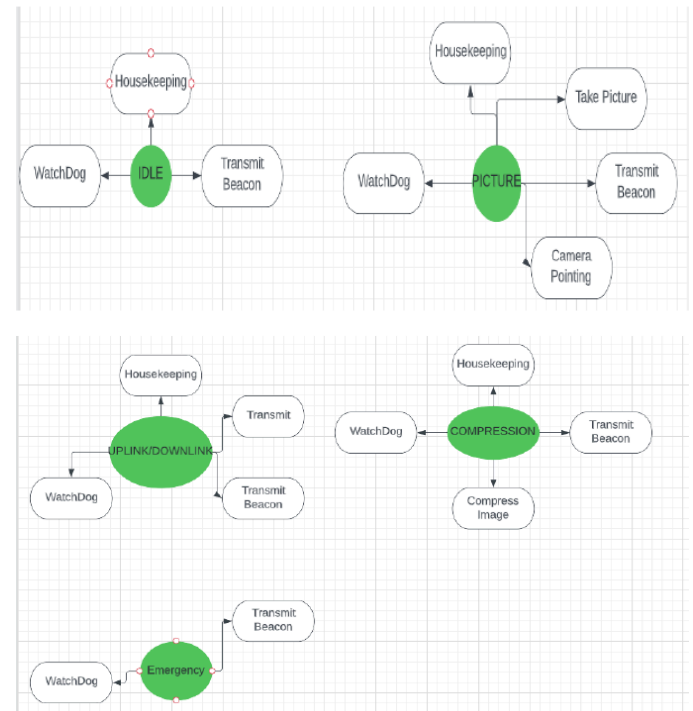 Housekeeping
WatchDog
IDLE
Transmit
Beacon
Housekeeping
Take Picture
WatchDog
PICTURE
Transmit
Beacon
Camera
Pointing
Housekeeping
Transmit
UPLINK/DOWNLINK
WatchDog
Transmit
Beacon
Housekeeping
WatchDog
COMPRESSION
Transmit
Beacon
Compress
Image
Transmit
Beacon
Emergency
WatchDog